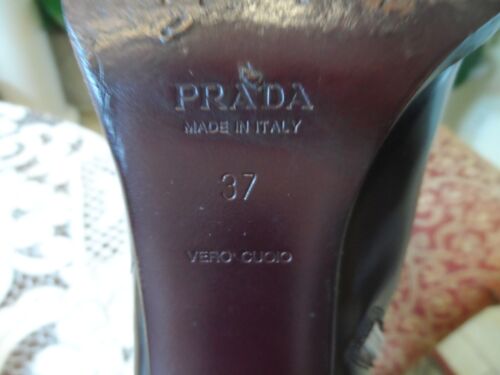 PRADA
MADE IN ITALY
37
VERO CUOIO